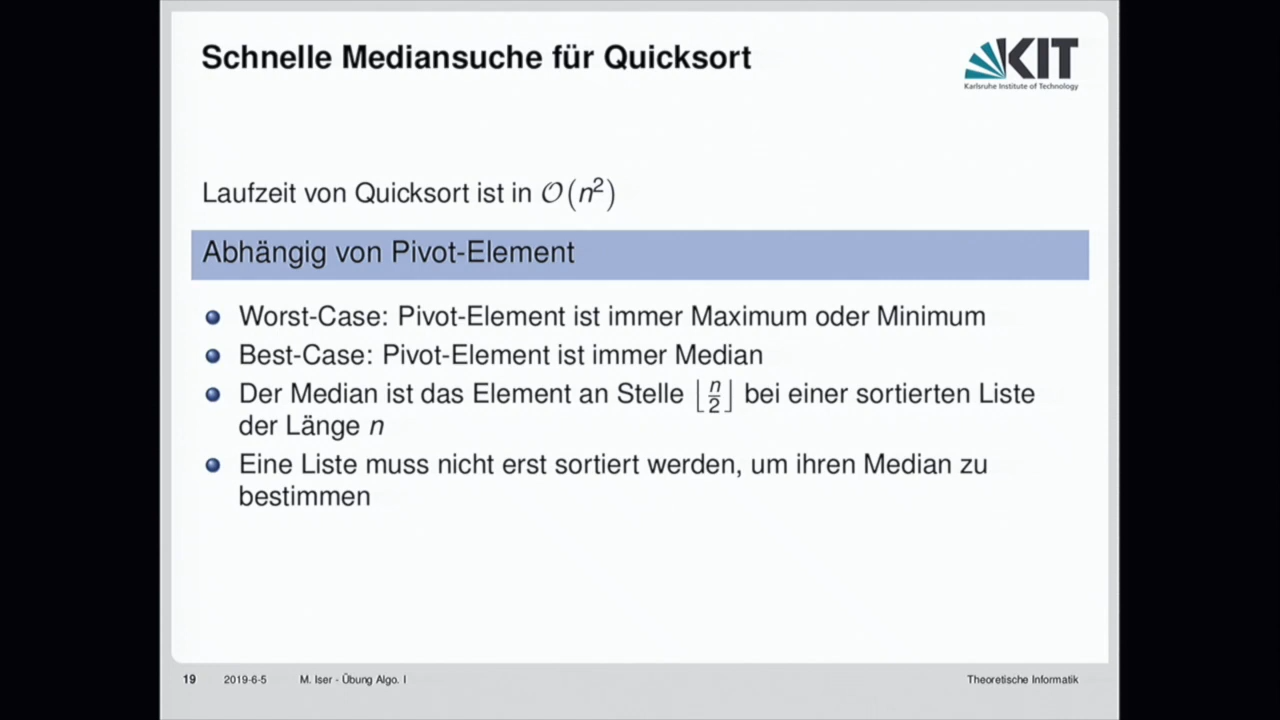 Schnelle Mediansuche für Quicksort
KIT
Karlsruhe Institute of Technology
Laufzeit von Quicksort ist in 𝒪(n²)
Abhängig von Pivot-Element
Worst-Case: Pivot-Element ist immer Maximum oder Minimum
Best-Case: Pivot-Element ist immer Median
Der Median ist das Element an Stelle ⌊n/2⌋ bei einer sortierten Liste
der Länge n
Eine Liste muss nicht erst sortiert werden, um ihren Median zu
bestimmen
19 2019-6-5 M. Iser - Übung Algo. I Theoretische Informatik